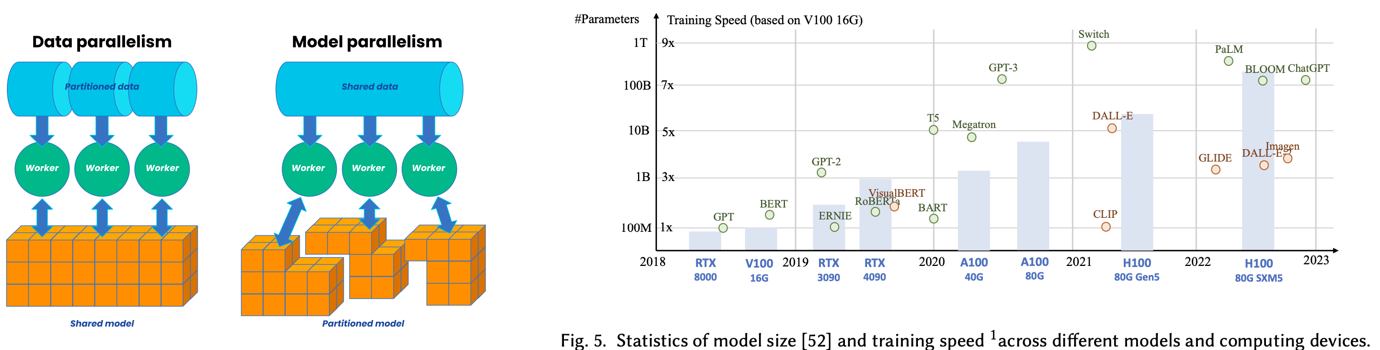 Data parallelism
Partitioned data
Worker Worker Worker
Shared model
Model parallelism
Shared data
Worker Worker Worker
Partitioned model
#Parameters Training Speed (based on V100 16G)
1T 9x
100B 7x
10B 5x
1B 3x
100M 1x
Switch
PaLM
GPT-3
BLOOM ChatGPT
T5
Megatron
DALL-E
GPT-2
GLIDE
DALL-E2
Imagen
VisualBERT
RoBERTa
BERT
GPT
ERNIE
BART
CLIP
2018 2019 2020 2021 2022 2023
RTX 8000
V100 16G
RTX 3090
RTX 4090
A100 40G
A100 80G
H100 80G Gen5
H100 80G SXM5
Fig. 5. Statistics of model size [52] and training speed 1across different models and computing devices.